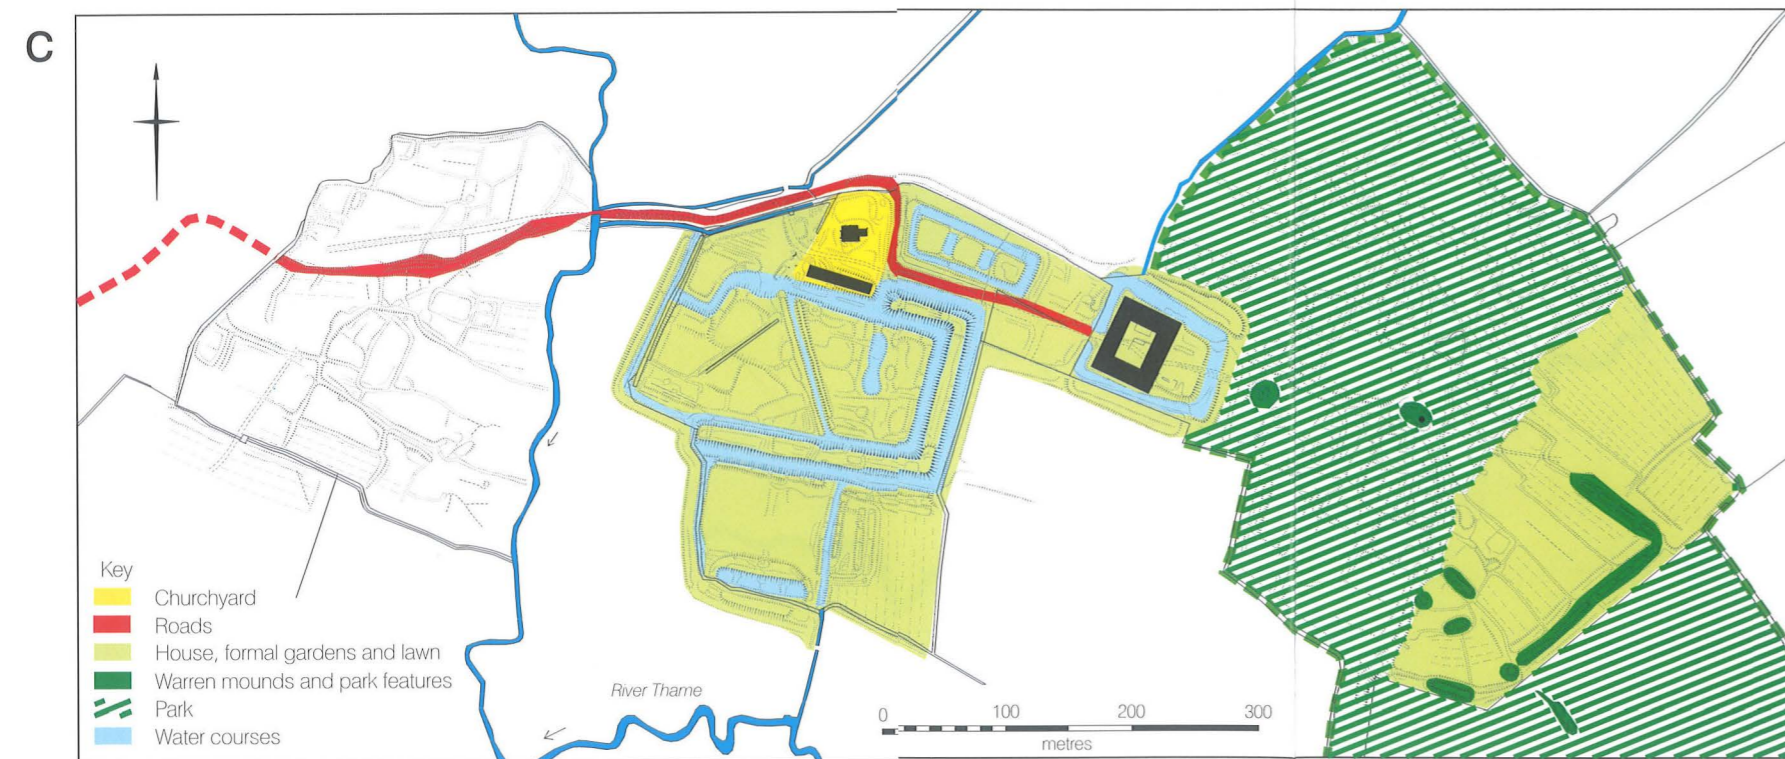 C
Key
Churchyard
Roads
House, formal gardens and lawn
Warren mounds and park features
Park
Water courses
River Thame
0 100 200 300
metres